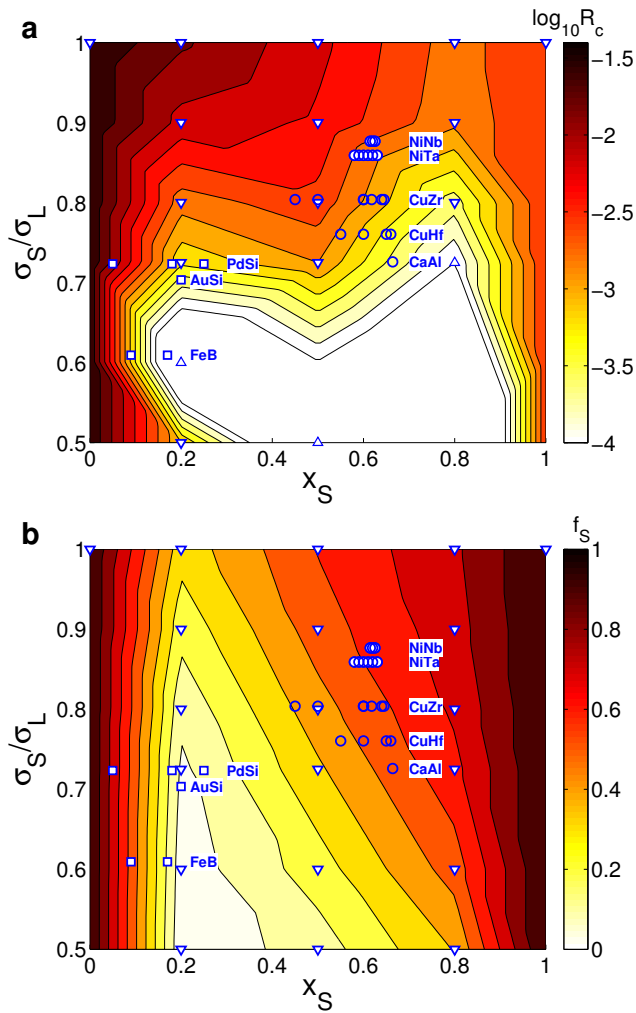 a
log10Rc
1
0.9
0.8
0.7
0.6
0.5
σS/σL
NiNb
NiTa
CuZr
CuHf
CaAl
PdSi
AuSi
FeB
−1.5
−2
−2.5
−3
−3.5
−4
0 0.2 0.4 0.6 0.8 1
xS
b
fS
1
0.9
0.8
0.7
0.6
0.5
σS/σL
NiNb
NiTa
CuZr
CuHf
CaAl
PdSi
AuSi
FeB
1
0.8
0.6
0.4
0.2
0
0 0.2 0.4 0.6 0.8 1
xS